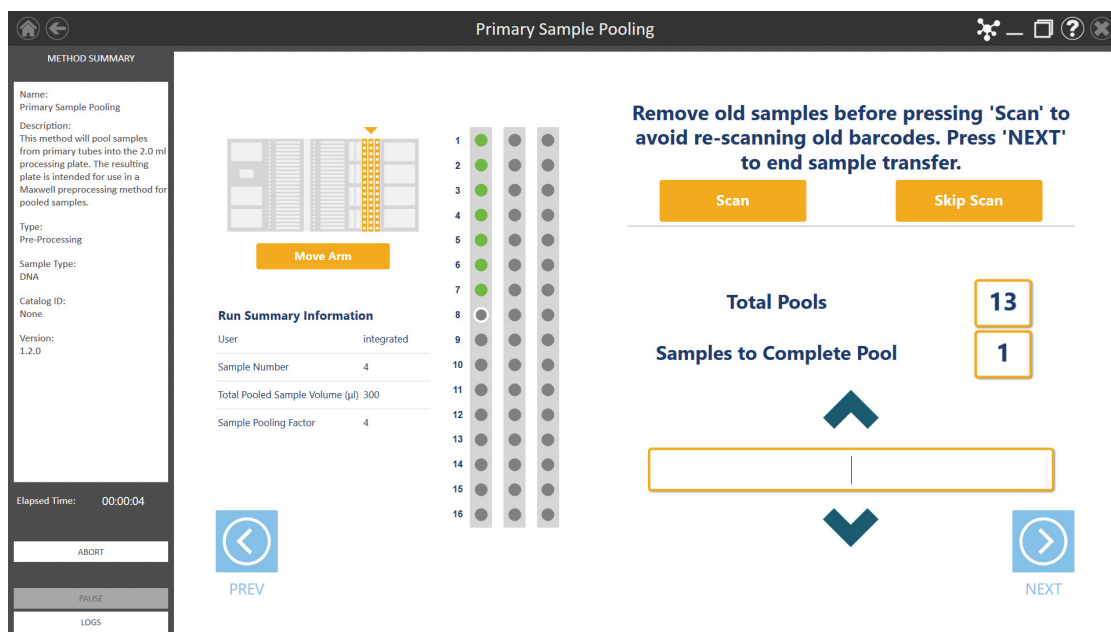 Primary Sample Pooling
METHOD SUMMARY
Name:
Primary Sample Pooling
Description:
This method will pool samples
from primary tubes into the 2.0 ml
processing plate. The resulting
plate is intended for use in a
Maxwell preprocessing method for
pooled samples.
Type:
Pre-Processing
Sample Type:
DNA
Catalog ID:
None
Version:
1.2.0
Elapsed Time: 00:00:04
ABORT
PAUSE
LOGS
Move Arm
Run Summary Information
User integrated
Sample Number 4
Total Pooled Sample Volume (µl) 300
Sample Pooling Factor 4
PREV
1
2
3
4
5
6
7
8
9
10
11
12
13
14
15
16
Remove old samples before pressing 'Scan' to
avoid re-scanning old barcodes. Press 'NEXT'
to end sample transfer.
Scan Skip Scan
Total Pools 13
Samples to Complete Pool 1
NEXT